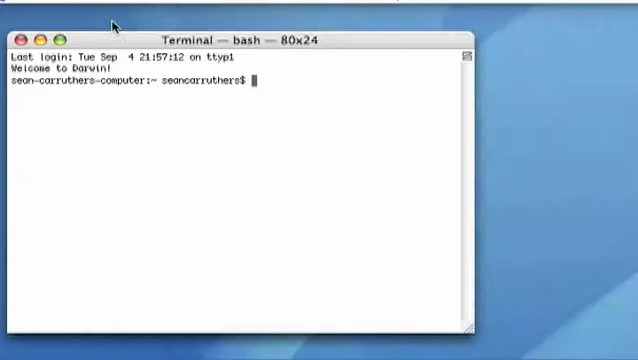 Terminal — bash — 80x24
Last login: Tue Sep  4 21:57:12 on ttyp1
Welcome to Darwin!
sean-carruthers-computer:~ seancarruthers$